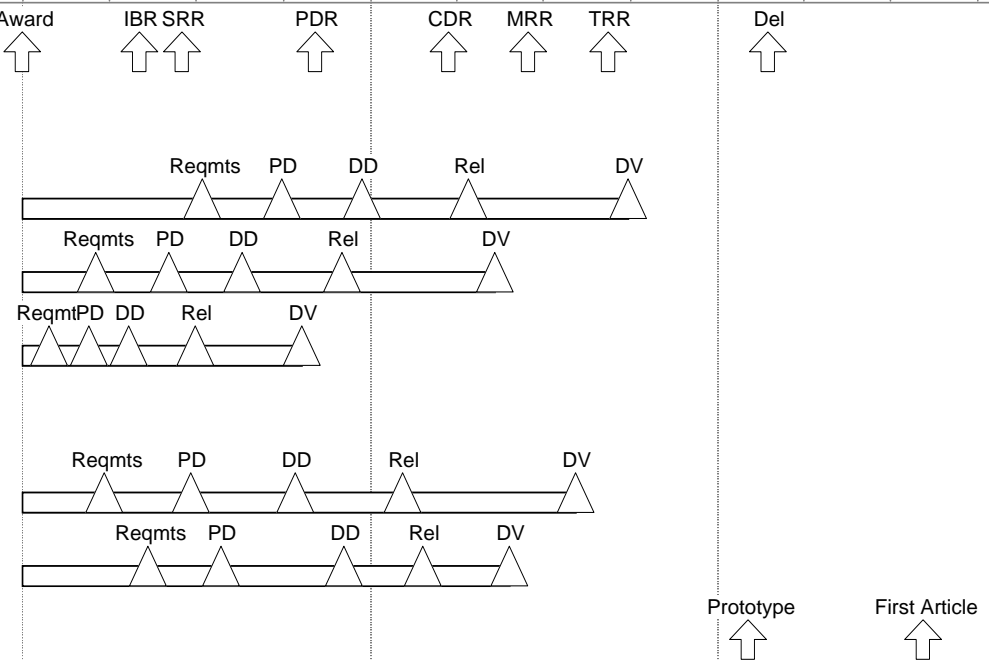 Award IBR SRR PDR CDR MRR TRR Del
Reqmts PD DD Rel DV
Reqmts PD DD Rel DV
Reqmt PD DD Rel DV
Reqmts PD DD Rel DV
Reqmts PD DD Rel DV
Prototype First Article